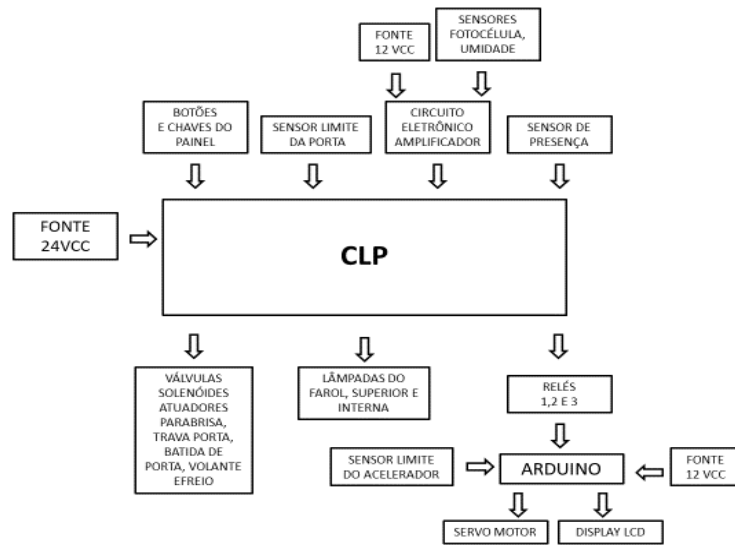 FONTE
12 VCC
SENSORES
FOTOCÉLULA,
UMIDADE
BOTÕES
E CHAVES DO
PAINEL
SENSOR LIMITE
DA PORTA
CIRCUITO
ELETRÔNICO
AMPLIFICADOR
SENSOR DE
PRESENÇA
FONTE
24VCC
CLP
VÁLVULAS
SOLENÓIDES
ATUADORES
PARABRISA,
TRAVA PORTA,
BATIDA DE
PORTA, VOLANTE
EFREIO
LÂMPADAS DO
FAROL, SUPERIOR E
INTERNA
RELÉS
1,2 E 3
SENSOR LIMITE
DO ACELERADOR
ARDUINO
FONTE
12 VCC
SERVO MOTOR
DISPLAY LCD